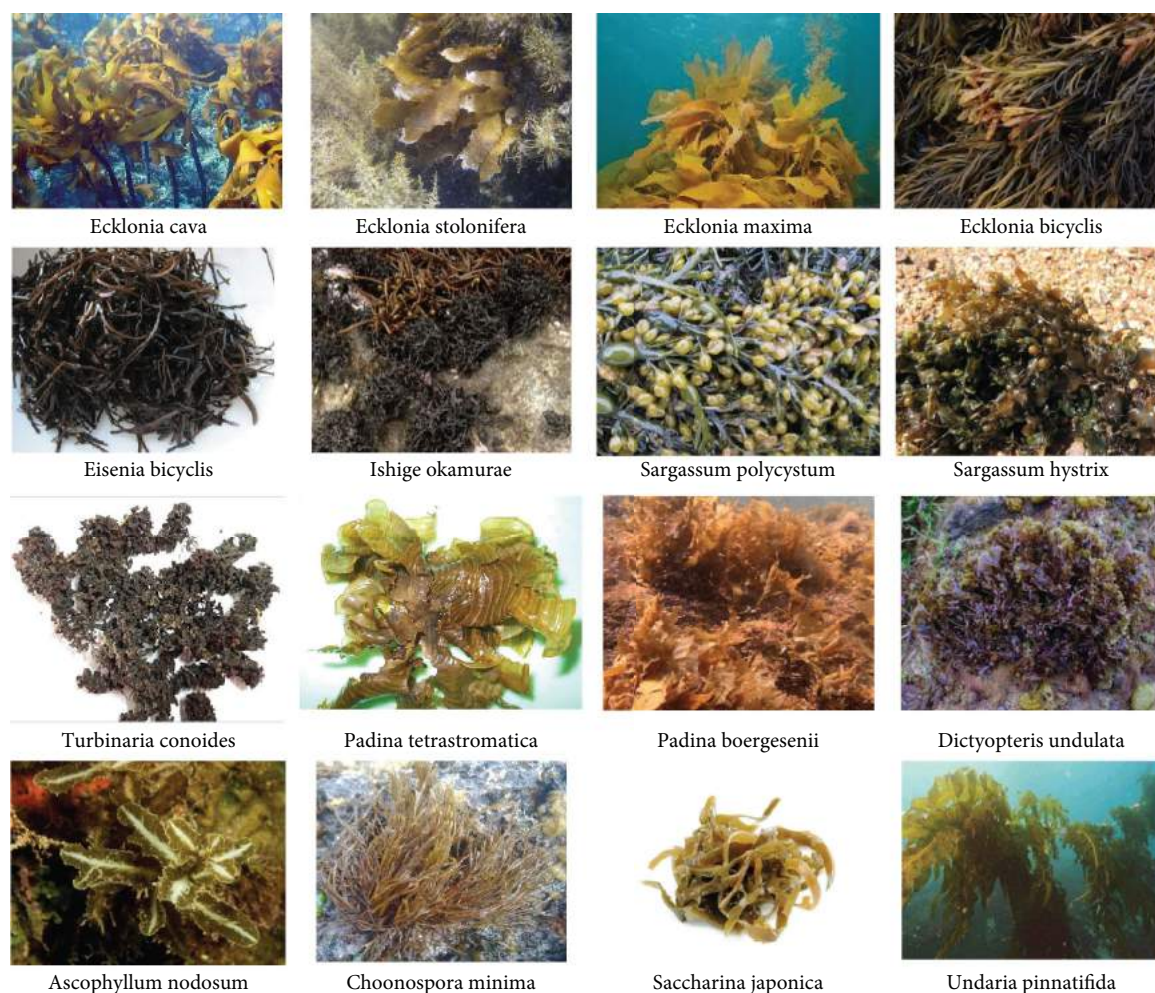 Ecklonia cava
Ecklonia stolonifera
Ecklonia maxima
Ecklonia bicyclis
Eisenia bicyclis
Ishige okamurae
Sargassum polycystum
Sargassum hystrix
Turbinaria conoides
Padina tetrastromatica
Padina boergesenii
Dictyopteris undulata
Ascophyllum nodosum
Choonospora minima
Saccharina japonica
Undaria pinnatifida